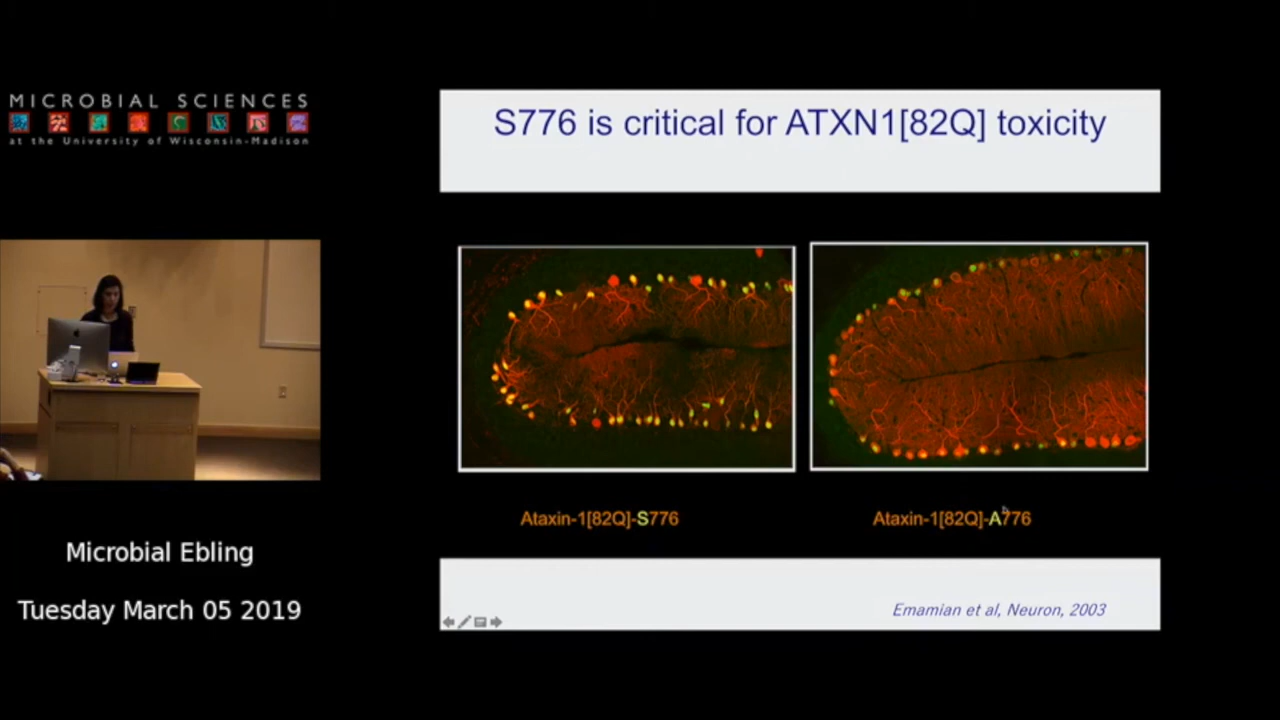 MICROBIAL SCIENCES
at the University of Wisconsin-Madison
S776 is critical for ATXN1[82Q] toxicity
Ataxin-1[82Q]-S776
Ataxin-1[82Q]-A776
Microbial Ebling
Tuesday March 05 2019
Emamian et al, Neuron, 2003